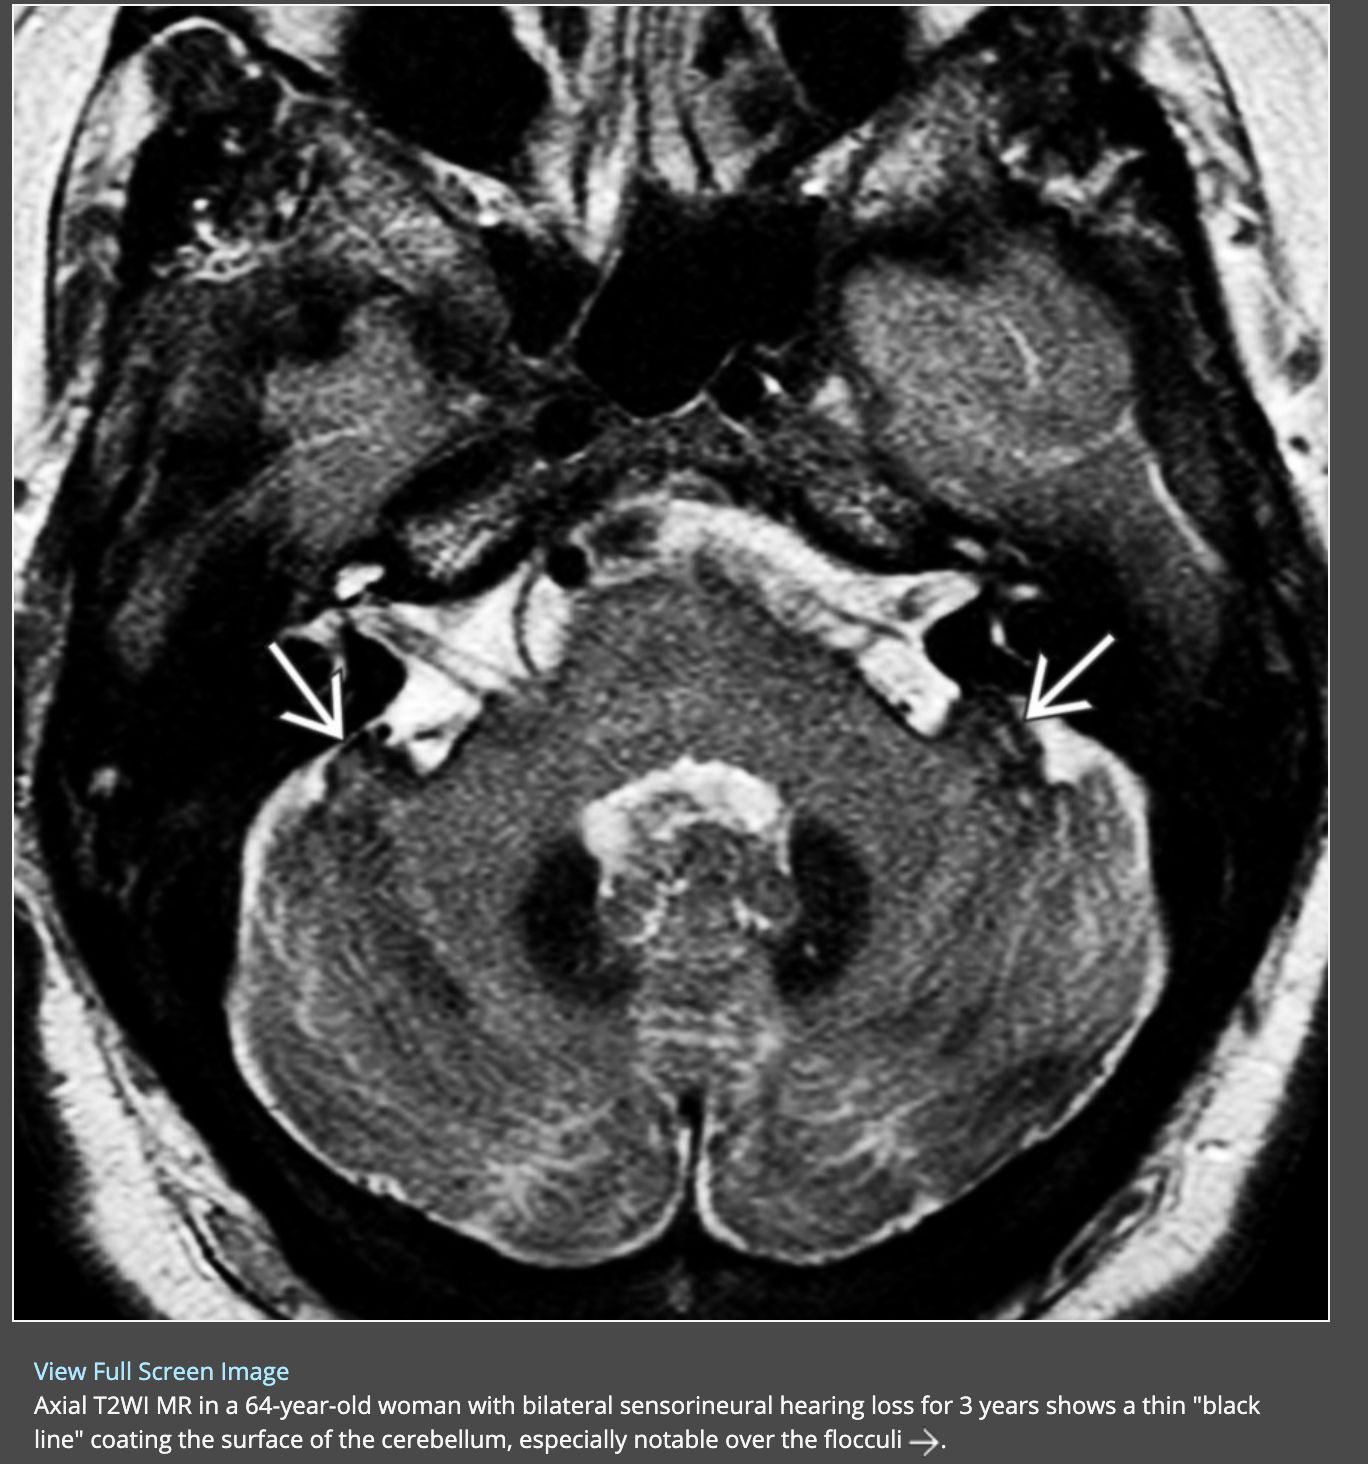 View Full Screen Image
Axial T2WI MR in a 64-year-old woman with bilateral sensorineural hearing loss for 3 years shows a thin "black
line" coating the surface of the cerebellum, especially notable over the flocculi →.